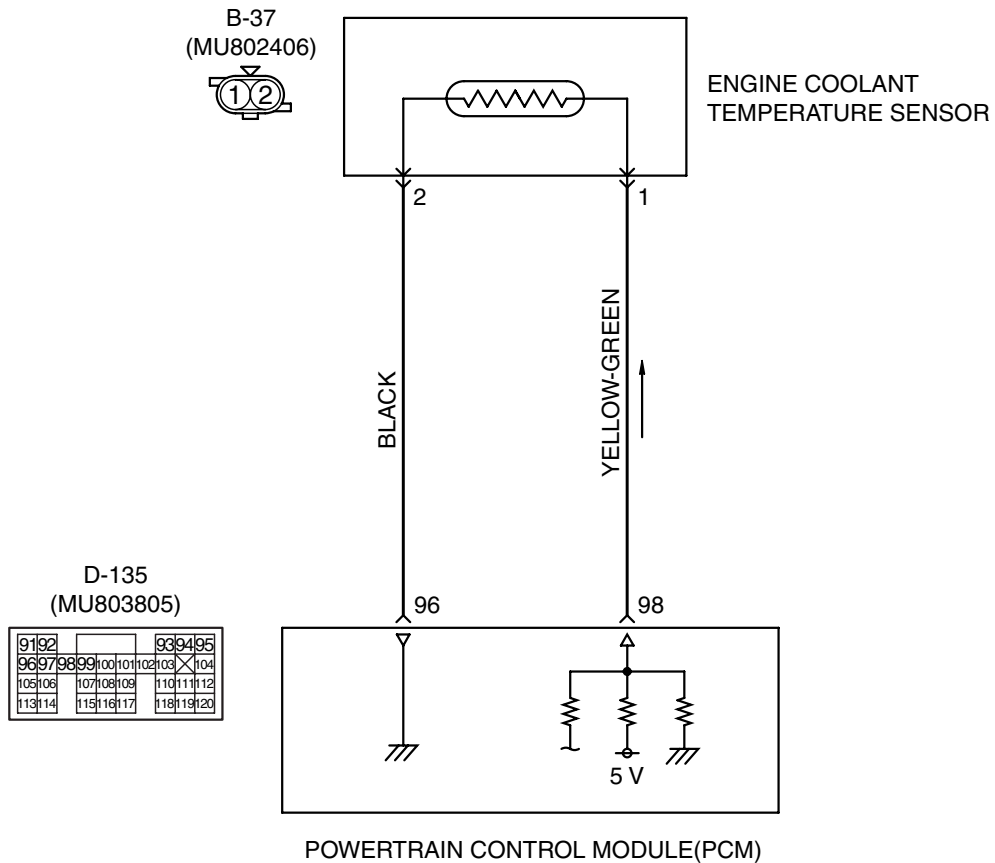 B-37
(MU802406)
1 2
ENGINE COOLANT
TEMPERATURE SENSOR
2
1
BLACK
YELLOW-GREEN
D-135
(MU803805)
96
98
91 92 93 94 95
96 97 98 99 100 101 102 103 104
105 106 107 108 109 110 111 112
113 114 115 116 117 118 119 120
5 V
POWERTRAIN CONTROL MODULE(PCM)